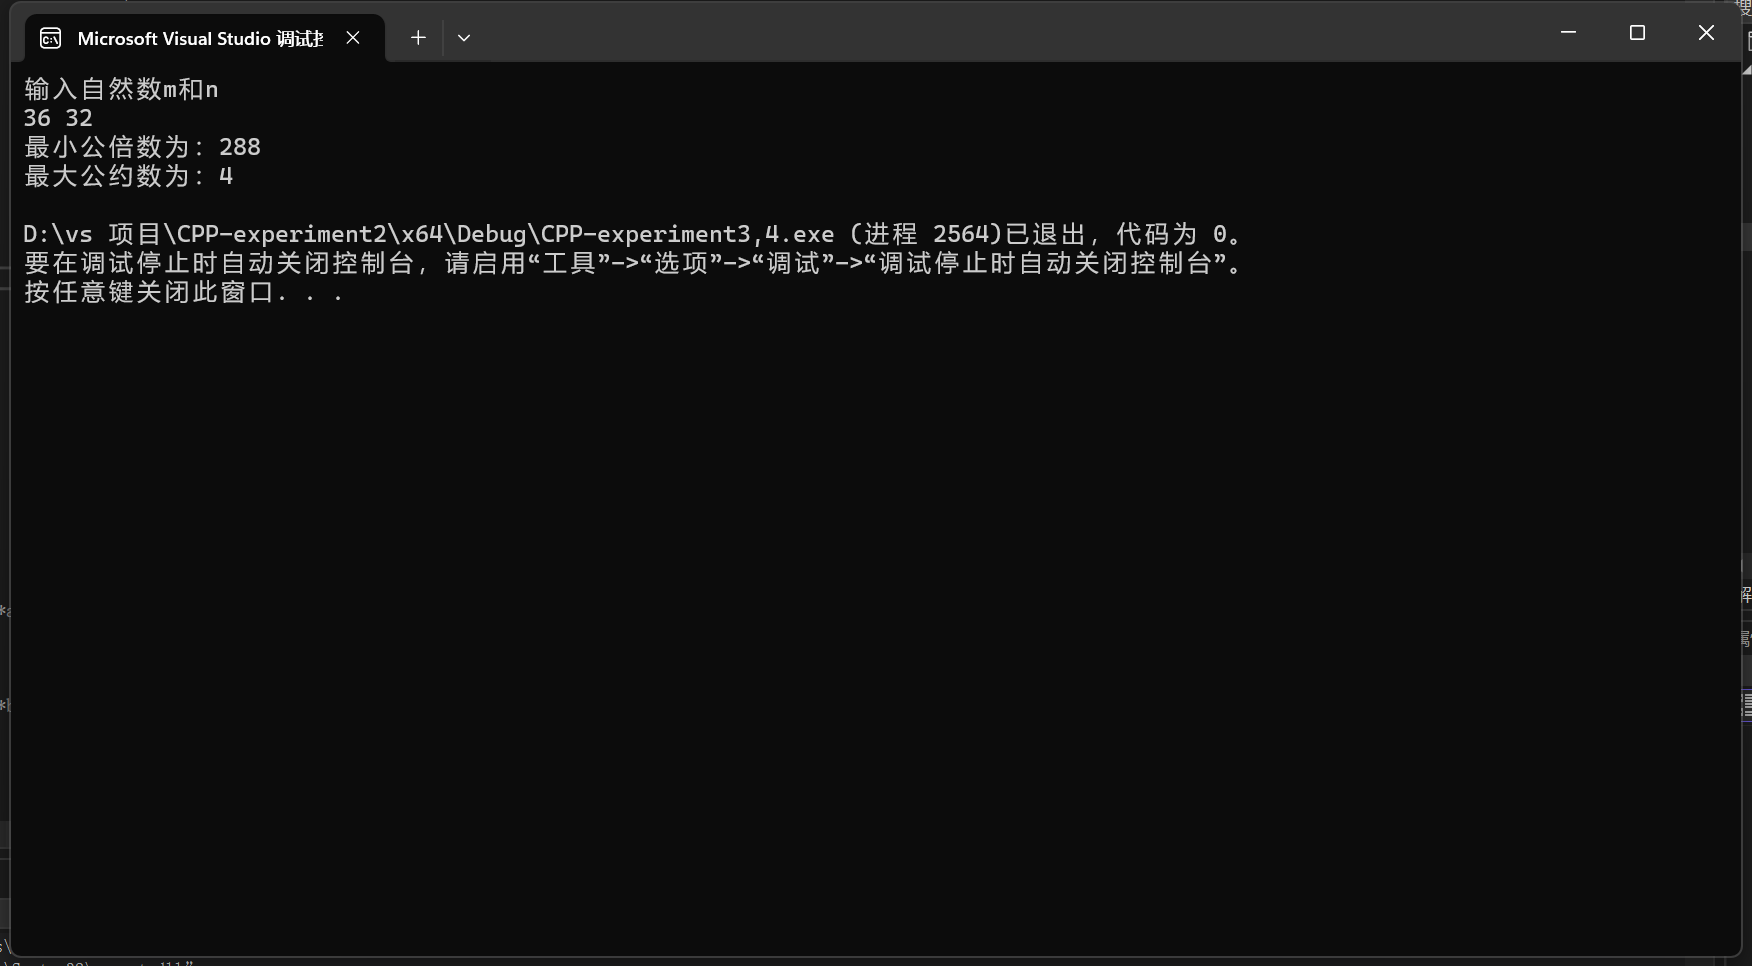 Microsoft Visual Studio 调试
输入自然数m和n
36 32
最小公倍数为：288
最大公约数为：4
D:\vs 项目\CPP-experiment2\x64\Debug\CPP-experiment3,4.exe (进程 2564)已退出，代码为 0。
要在调试停止时自动关闭控制台，请启用“工具”->“选项”->“调试”->“调试停止时自动关闭控制台”。
按任意键关闭此窗口. . .